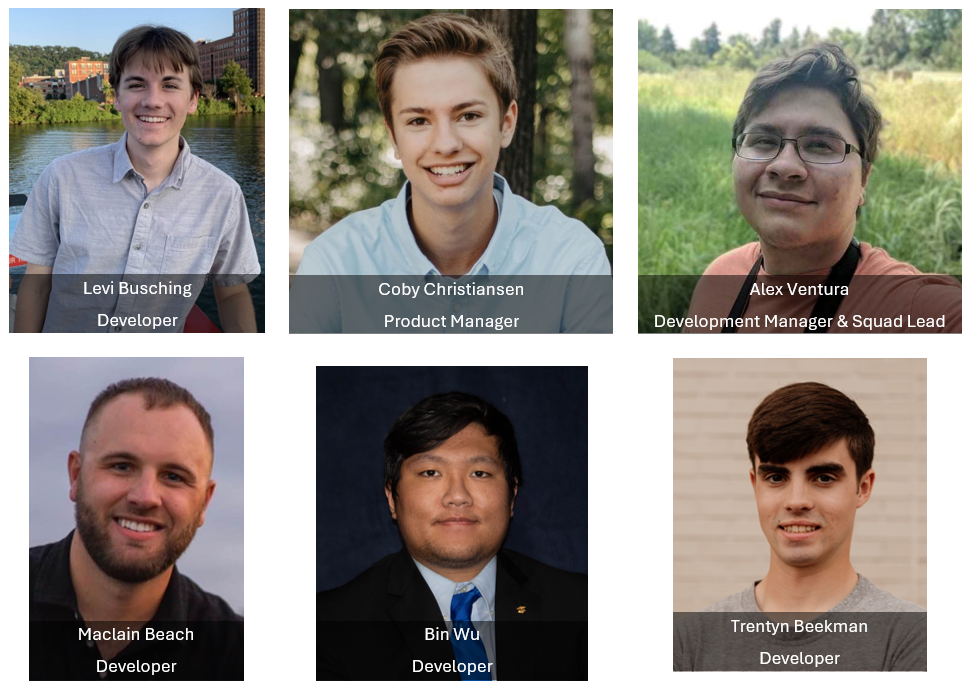 Levi Busching
Developer
Coby Christiansen
Product Manager
Alex Ventura
Development Manager & Squad Lead
Maclain Beach
Developer
Bin Wu
Developer
Trentyn Beekman
Developer